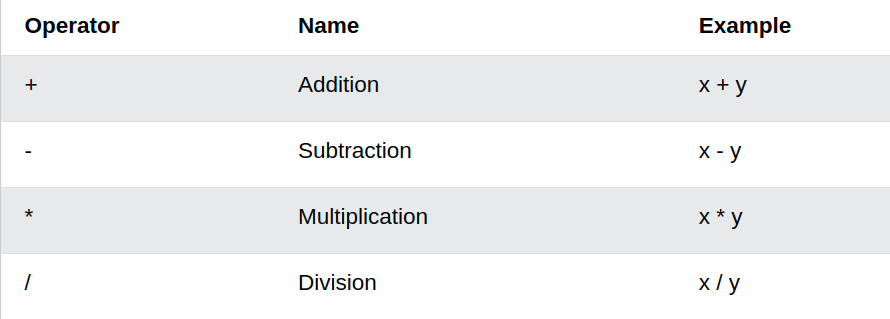 Operator Name Example
+ Addition x + y
- Subtraction x - y
* Multiplication x * y
/ Division x / y